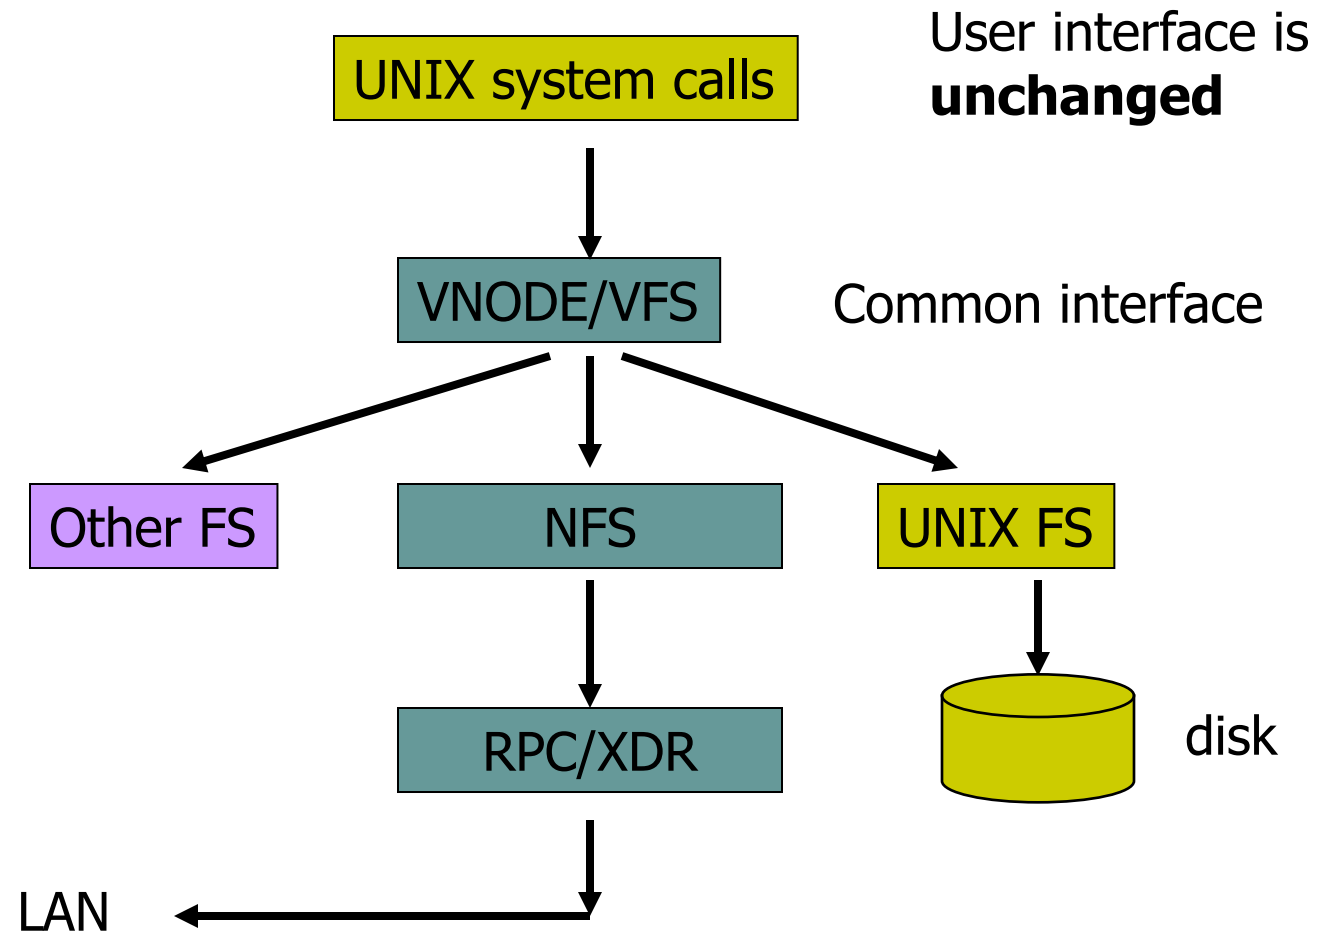 UNIX system calls
User interface is
unchanged
VNODE/VFS
Common interface
Other FS
NFS
UNIX FS
RPC/XDR
disk
LAN